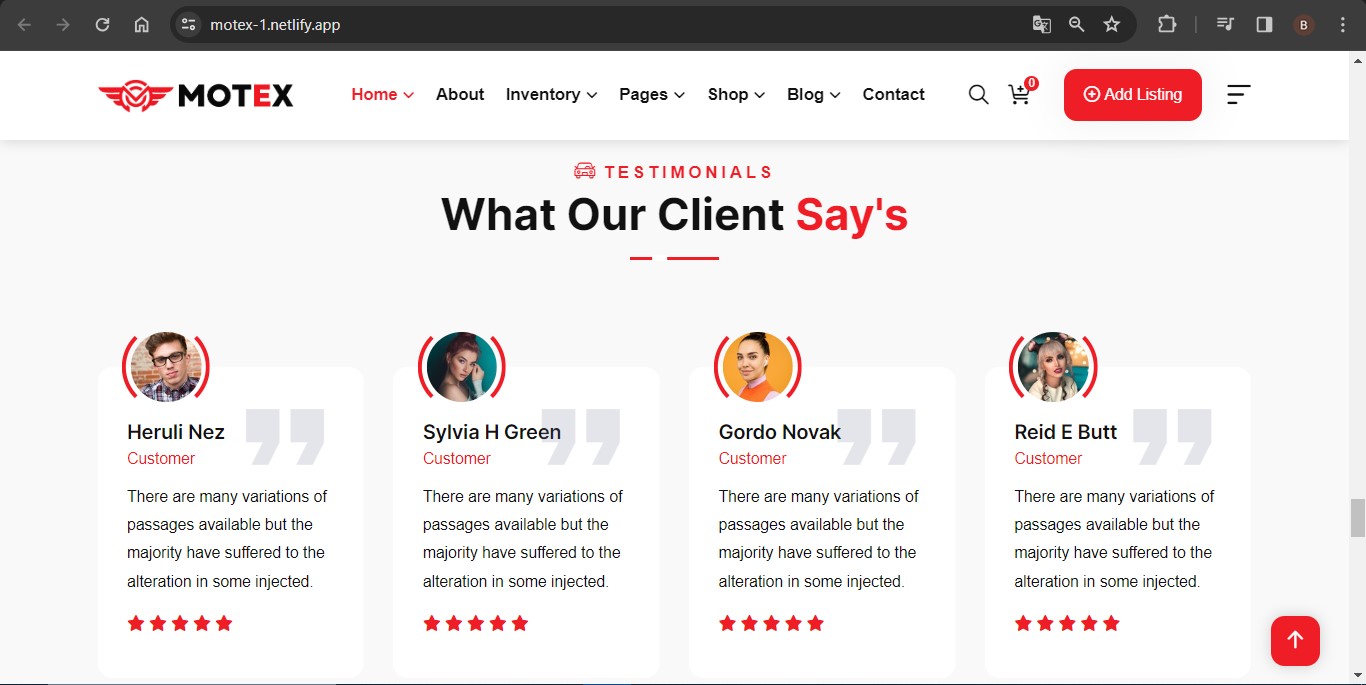 motex-1.netlify.app
B
MOTEX
Home
About
Inventory
Pages
Shop
Blog
Contact
0
Add Listing
TESTIMONIALS
What Our Client Say's
Heruli Nez
Customer
There are many variations of
passages available but the
majority have suffered to the
alteration in some injected.
Sylvia H Green
Customer
There are many variations of
passages available but the
majority have suffered to the
alteration in some injected.
Gordo Novak
Customer
There are many variations of
passages available but the
majority have suffered to the
alteration in some injected.
Reid E Butt
Customer
There are many variations of
passages available but the
majority have suffered to the
alteration in some injected.